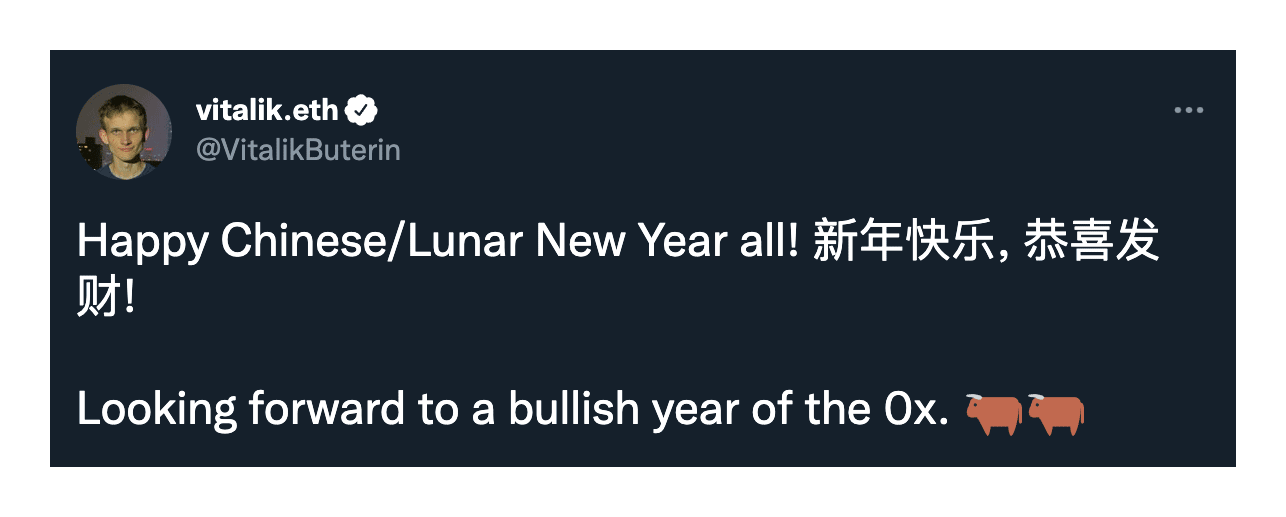 vitalik.eth
@VitalikButerin
Happy Chinese/Lunar New Year all! 新年快乐, 恭喜发
财!
Looking forward to a bullish year of the 0x. 🐂🐂